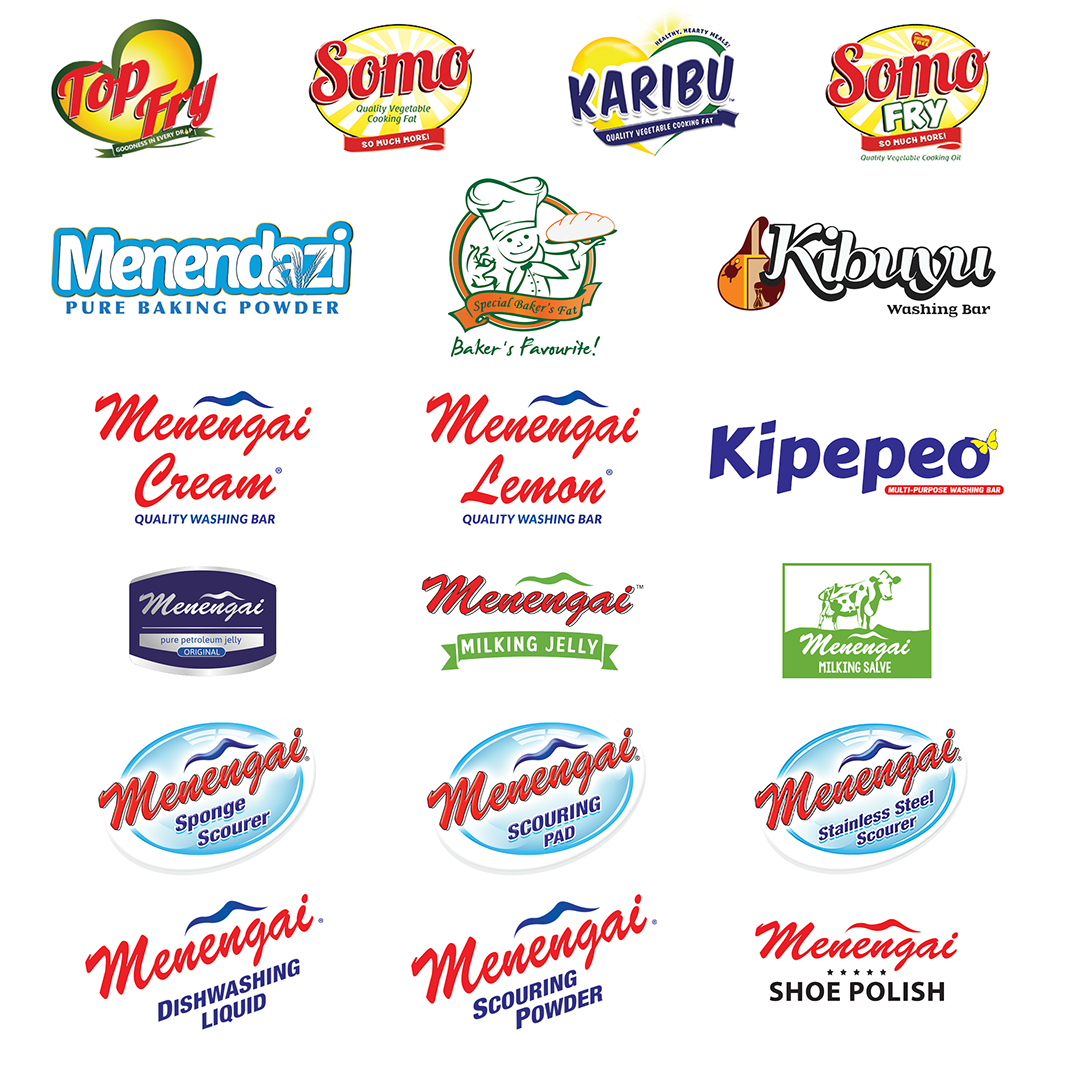 Top
Fry
GOODNESS IN EVERY DROP
Somo
Quality Vegetable
Cooking Fat
SO MUCH MORE!
HEALTHY, HEARTY MEALS!
KARIBU™
QUALITY VEGETABLE COOKING FAT
Somo
FRY
SO MUCH MORE!
Quality Vegetable Cooking Oil
Menendazi
PURE BAKING POWDER
Special Baker's Fat
Baker's Favourite!
Kibuyu
Washing Bar
Menengai
Cream®
QUALITY WASHING BAR
Menengai
Lemon®
QUALITY WASHING BAR
Kipepeo
MULTI-PURPOSE WASHING BAR
Menengai
pure petroleum jelly
ORIGINAL
Menengai™
MILKING JELLY
Menengai
MILKING SALVE
Menengai®
Sponge
Scourer
Menengai®
SCOURING
PAD
Menengai®
Stainless Steel
Scourer
Menengai®
DISHWASHING
LIQUID
Menengai®
SCOURING
POWDER
Menengai
SHOE POLISH